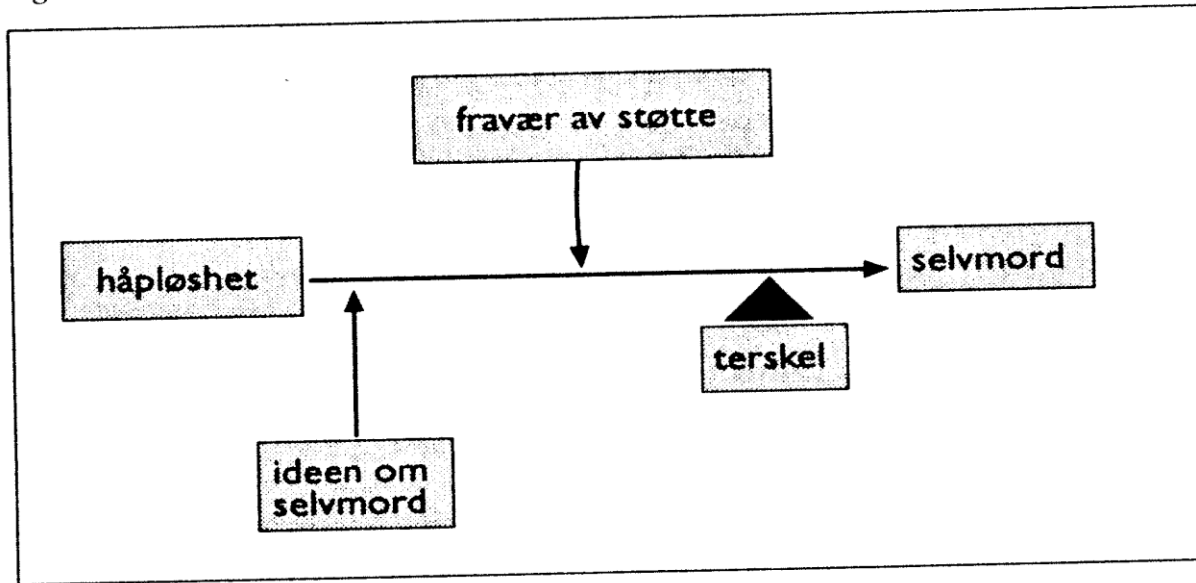 fravær av støtte
håpløshet
selvmord
terskel
ideen om
selvmord